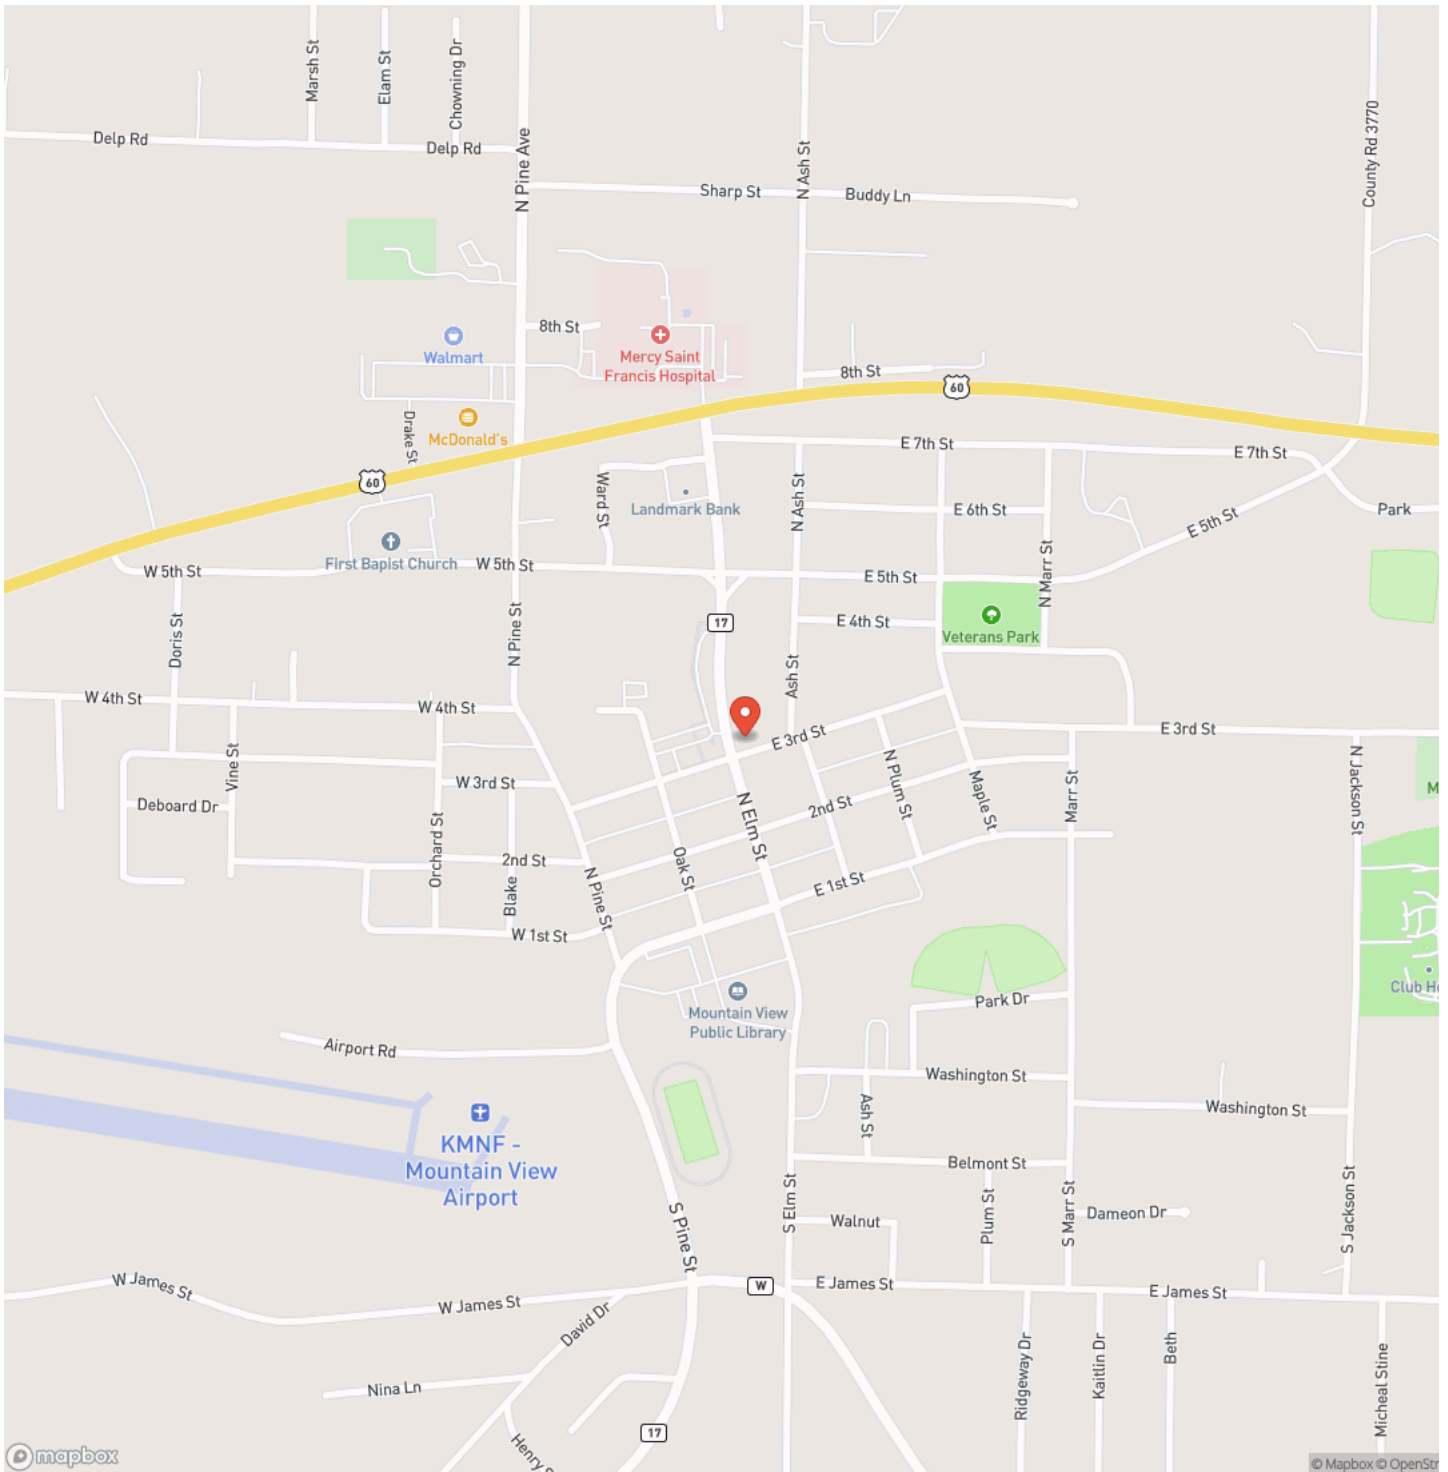 Marsh St
Elam St
Chowning Dr
Delp Rd
Delp Rd
N Pine Ave
N Ash St
County Rd 3770
Sharp St
Buddy Ln
8th St
Walmart
Mercy Saint
Francis Hospital
8th St
60
McDonald's
Drake St
E 7th St
E 7th St
60
Ward St
Landmark Bank
N Ash St
E 6th St
E 5th St
Park
First Bapist Church
W 5th St
W 5th St
E 5th St
N Marr St
17
E 4th St
Veterans Park
Doris St
N Pine St
Ash St
W 4th St
W 4th St
E 3rd St
E 3rd St
Vine St
W 3rd St
N Plum St
Maple St
Marr St
N Jackson St
M
Deboard Dr
N Elm St
2nd St
Orchard St
2nd St
Oak St
Blake
N Pine St
E 1st St
W 1st St
Club Ho
Mountain View
Public Library
Park Dr
Airport Rd
Washington St
Ash St
Washington St
KMNF -
Mountain View
Airport
Belmont St
S Pine St
S Elm St
Walnut
Plum St
S Marr St
Dameon Dr
S Jackson St
W James St
W James St
W
E James St
E James St
David Dr
Nina Ln
Ridgeway Dr
Kaitlin Dr
Beth
Micheal Stine
17
Henry S
mapbox
© Mapbox © OpenStr